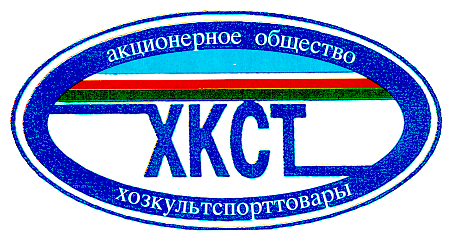 акционерное общество
ХКСТ
хозкультспорттовары